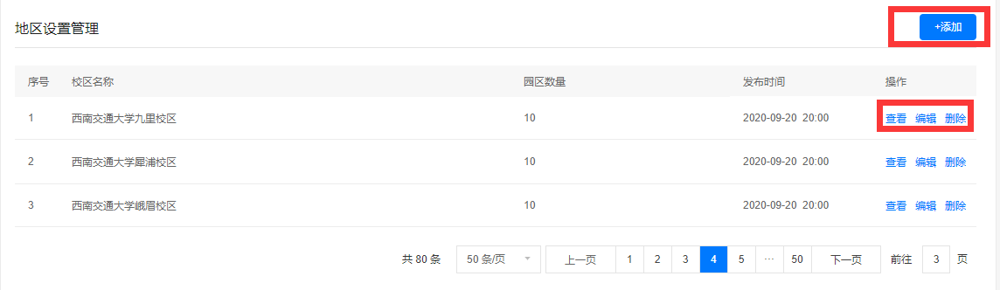 地区设置管理
+添加
序号 校区名称 园区数量 发布时间 操作
1 西南交通大学九里校区 10 2020-09-20 20:00 查看 编辑 删除
2 西南交通大学犀浦校区 10 2020-09-20 20:00 查看 编辑 删除
3 西南交通大学峨眉校区 10 2020-09-20 20:00 查看 编辑 删除
共 80 条 50 条/页 上一页 1 2 3 4 5 ··· 50 下一页 前往 3 页